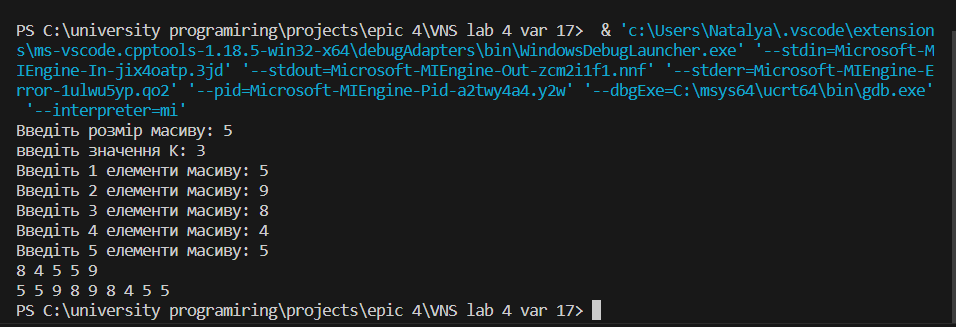 PS C:\university programiring\projects\epic 4\VNS lab 4 var 17>  & 'c:\Users\Natalya\.vscode\extension
s\ms-vscode.cpptools-1.18.5-win32-x64\debugAdapters\bin\WindowsDebugLauncher.exe' '--stdin=Microsoft-M
IEngine-In-jix4oatp.3jd' '--stdout=Microsoft-MIEngine-Out-zcm2i1f1.nnf' '--stderr=Microsoft-MIEngine-E
rror-1ulwu5yp.qo2' '--pid=Microsoft-MIEngine-Pid-a2twy4a4.y2w' '--dbgExe=C:\msys64\ucrt64\bin\gdb.exe'
 '--interpreter=mi'
Введіть розмір масиву: 5
введіть значення К: 3
Введіть 1 елементи масиву: 5
Введіть 2 елементи масиву: 9
Введіть 3 елементи масиву: 8
Введіть 4 елементи масиву: 4
Введіть 5 елементи масиву: 5
8 4 5 5 9
5 5 9 8 9 8 4 5 5
PS C:\university programiring\projects\epic 4\VNS lab 4 var 17>